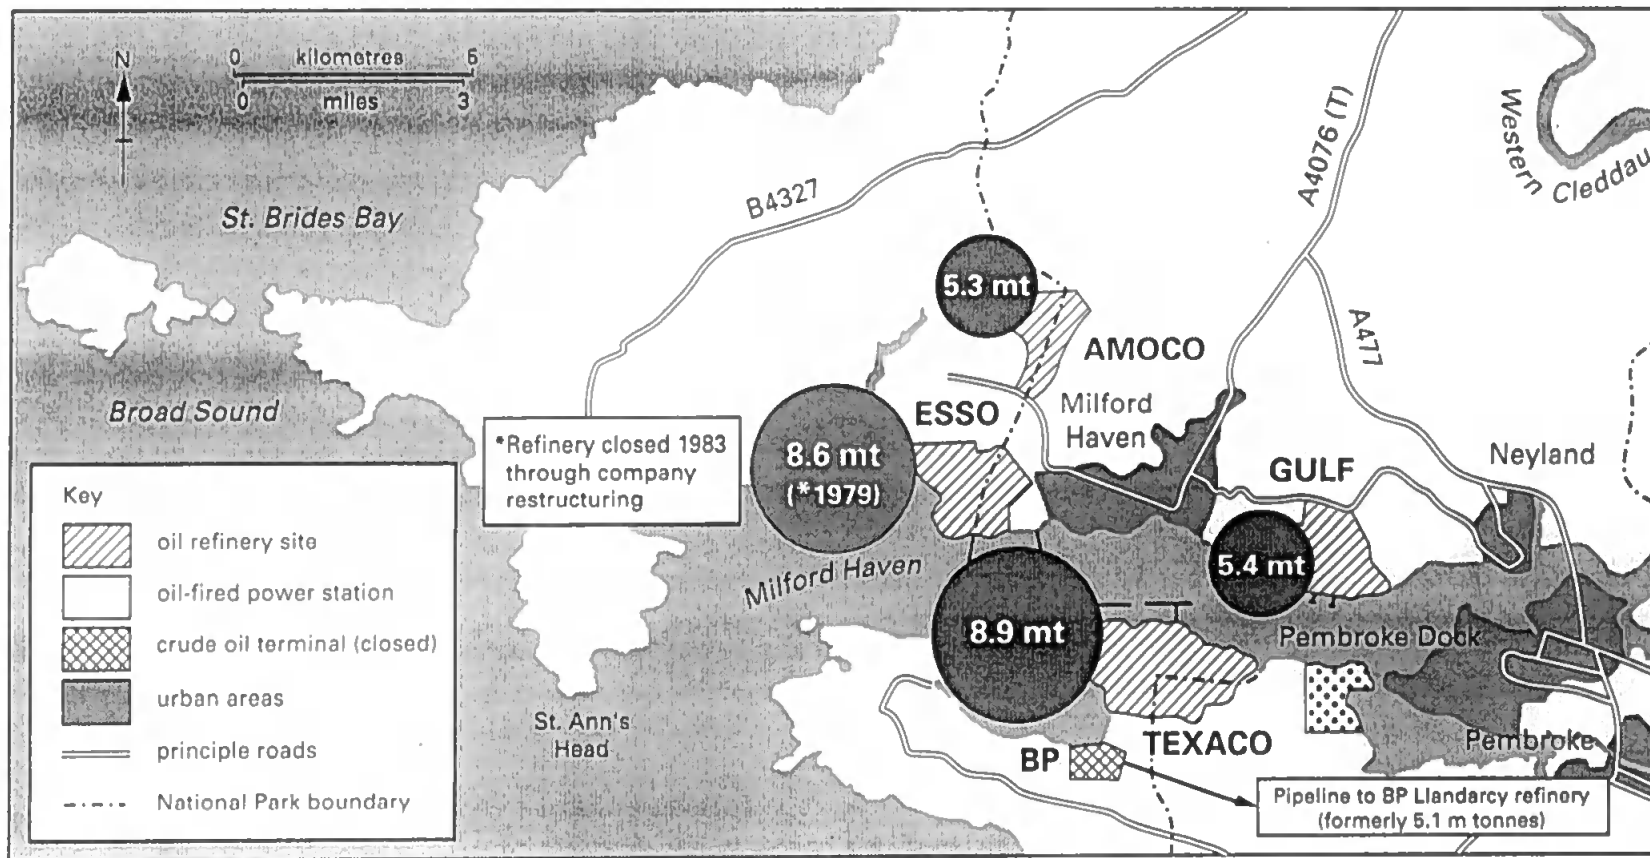 N
0 kilometres 5
0 miles 3
St. Brides Bay
B4327
A4076 (T)
Western Cleddau
5.3 mt
AMOCO
A477
Broad Sound
*Refinery closed 1983
through company
restructuring
ESSO
8.6 mt
(*1979)
Milford
Haven
GULF
Neyland
5.4 mt
Milford Haven
8.9 mt
Pembroke Dock
St. Ann's
Head
BP
TEXACO
Pembroke
Pipeline to BP Llandarcy refinery
(formerly 5.1 m tonnes)
Key
oil refinery site
oil-fired power station
crude oil terminal (closed)
urban areas
principle roads
National Park boundary